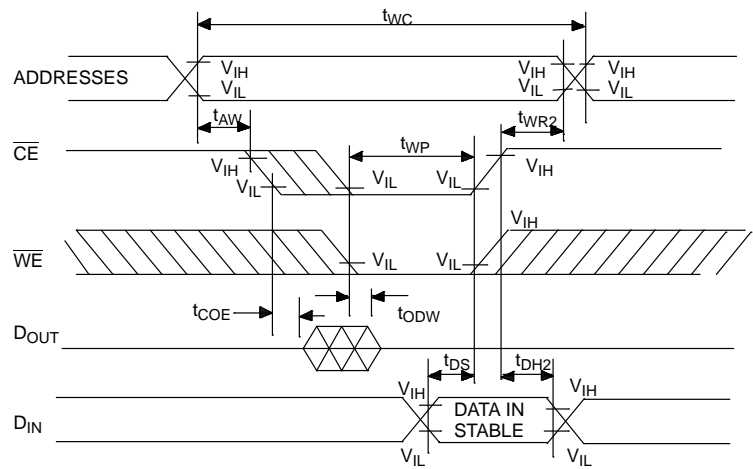 tWC
ADDRESSES
VIH
VIL
VIH
VIL
VIH
VIL
tAW
tWR2
CE
tWP
VIH
VIL
VIL
VIL
VIH
VIH
WE
VIL
VIL
tCOE
tODW
DOUT
tDS
tDH2
VIH
VIH
DIN
DATA IN
STABLE
VIL
VIL